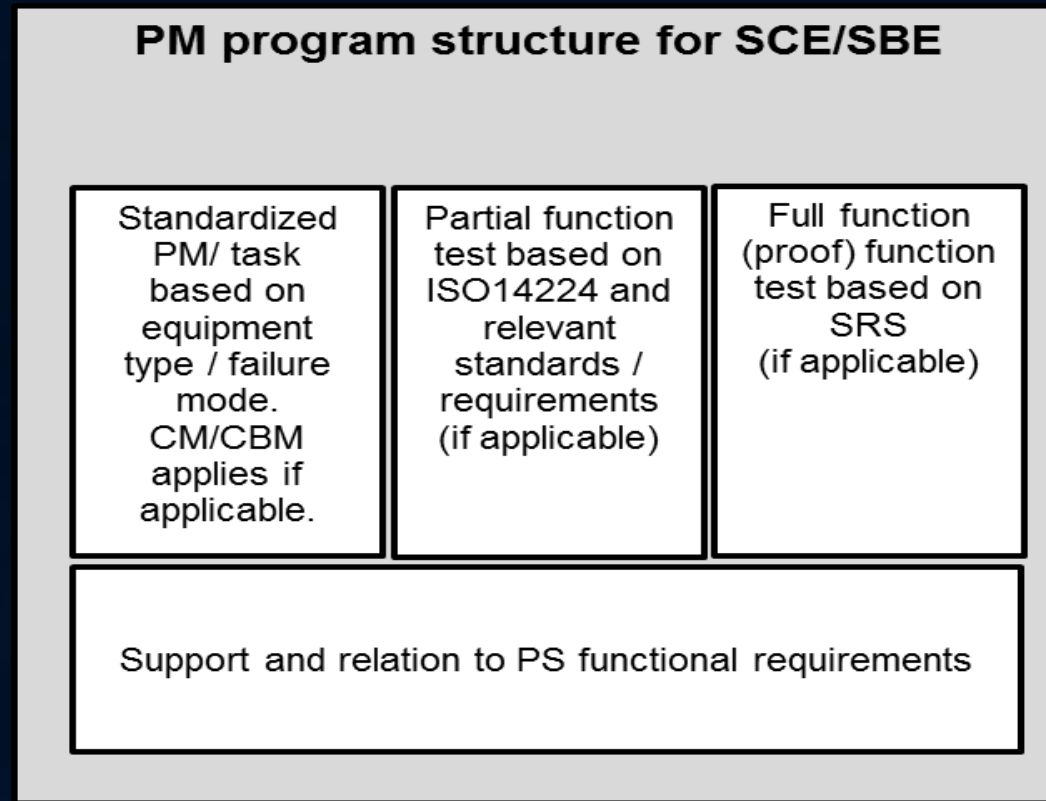 PM program structure for SCE/SBE
Standardized
PM/ task
based on
equipment
type / failure
mode.
CM/CBM
applies if
applicable.
Partial function
test based on
ISO14224 and
relevant
standards /
requirements
(if applicable)
Full function
(proof) function
test based on
SRS
(if applicable)
Support and relation to PS functional requirements